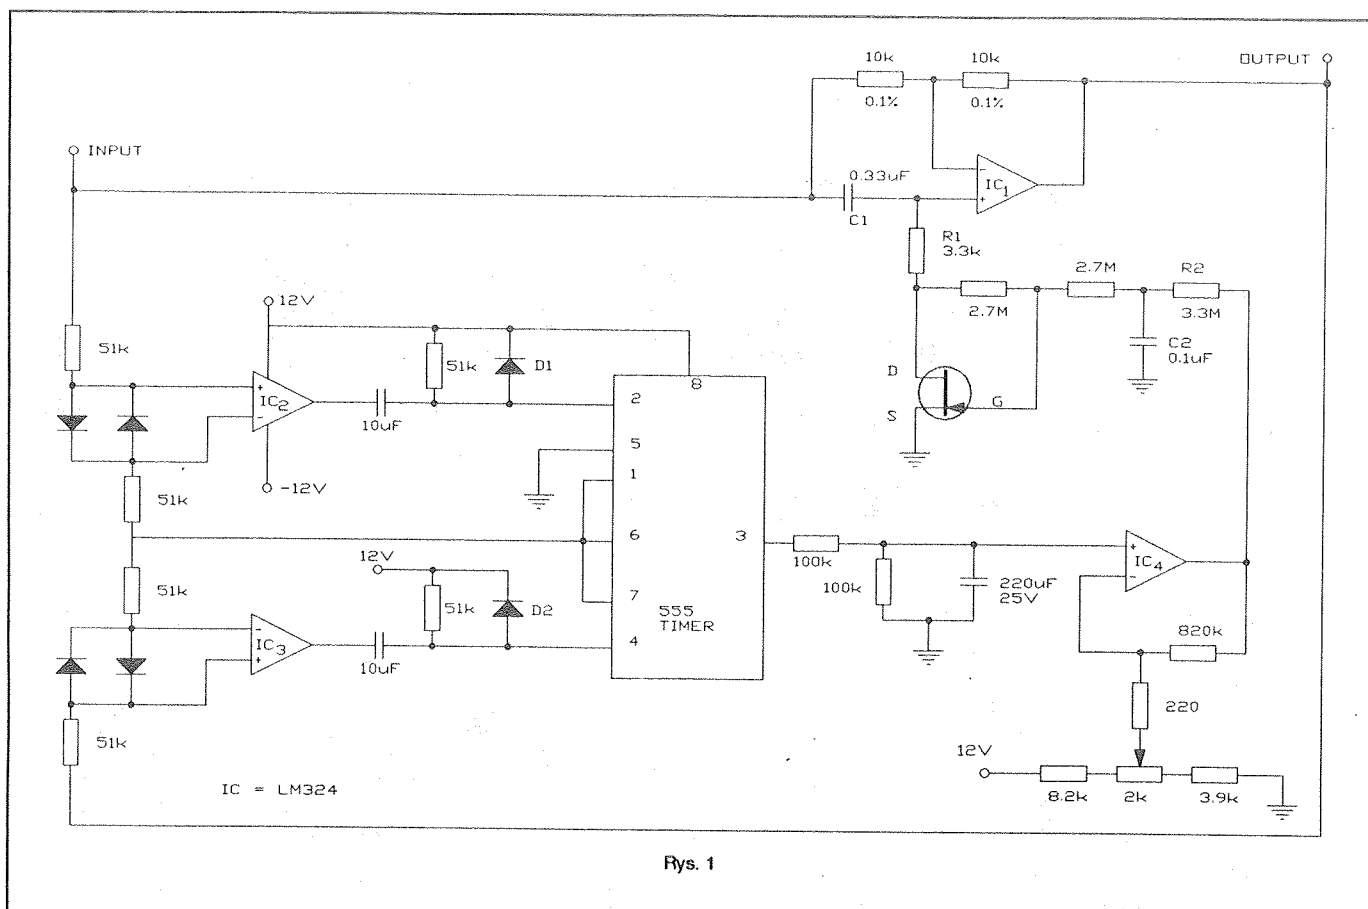 OUTPUT
10k
10k
0.1%
0.1%
INPUT
0.33uF
C1
IC1
-
+
R1
3.3k
2.7M
R2
2.7M
3.3M
C2
0.1uF
D
S
G
12V
51k
+
-
IC2
51k
D1
10uF
-12V
8
2
5
1
6
7
4
3
555
TIMER
51k
51k
12V
51k
D2
-
+
IC3
10uF
51k
100k
100k
220uF
25V
+
-
IC4
820k
220
12V
8.2k
2k
3.9k
IC = LM324
Rys. 1